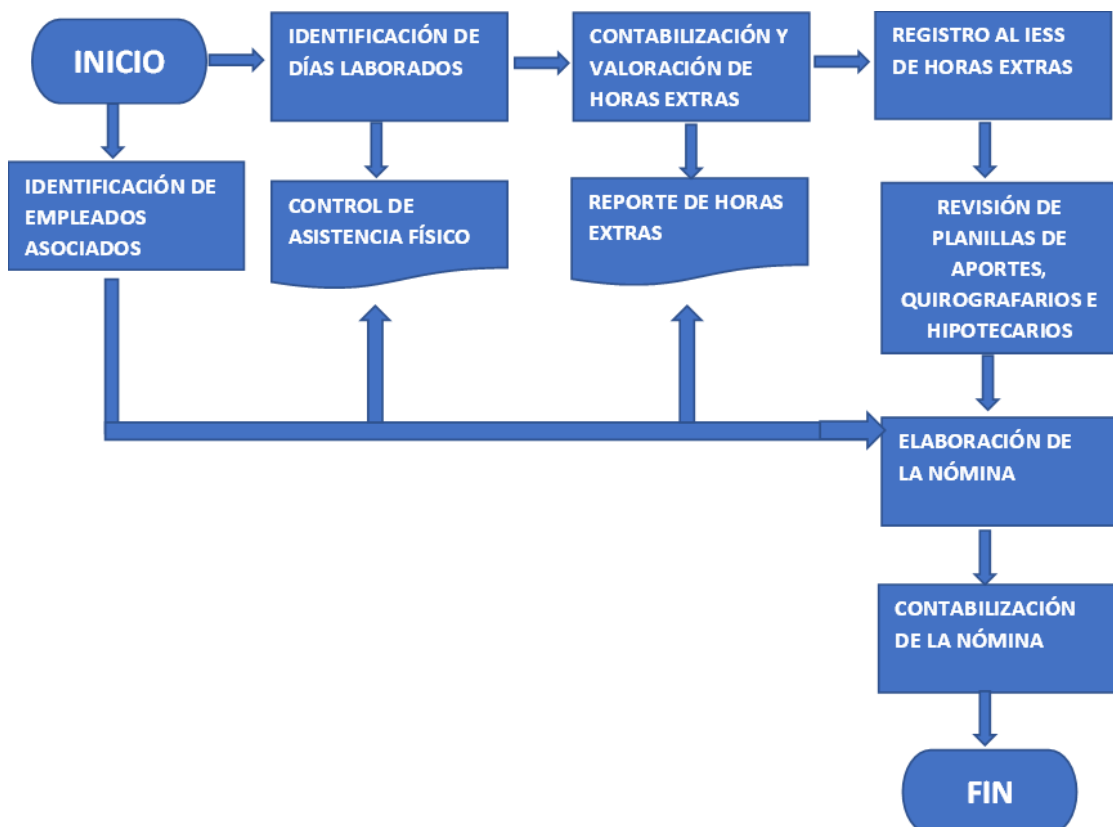 INICIO
IDENTIFICACIÓN DE
DÍAS LABORADOS
CONTABILIZACIÓN Y
VALORACIÓN DE
HORAS EXTRAS
REGISTRO AL IESS
DE HORAS EXTRAS
IDENTIFICACIÓN DE
EMPLEADOS
ASOCIADOS
CONTROL DE
ASISTENCIA FÍSICO
REPORTE DE HORAS
EXTRAS
REVISIÓN DE
PLANILLAS DE
APORTES,
QUIROGRAFARIOS E
HIPOTECARIOS
ELABORACIÓN DE
LA NÓMINA
CONTABILIZACIÓN
DE LA NÓMINA
FIN